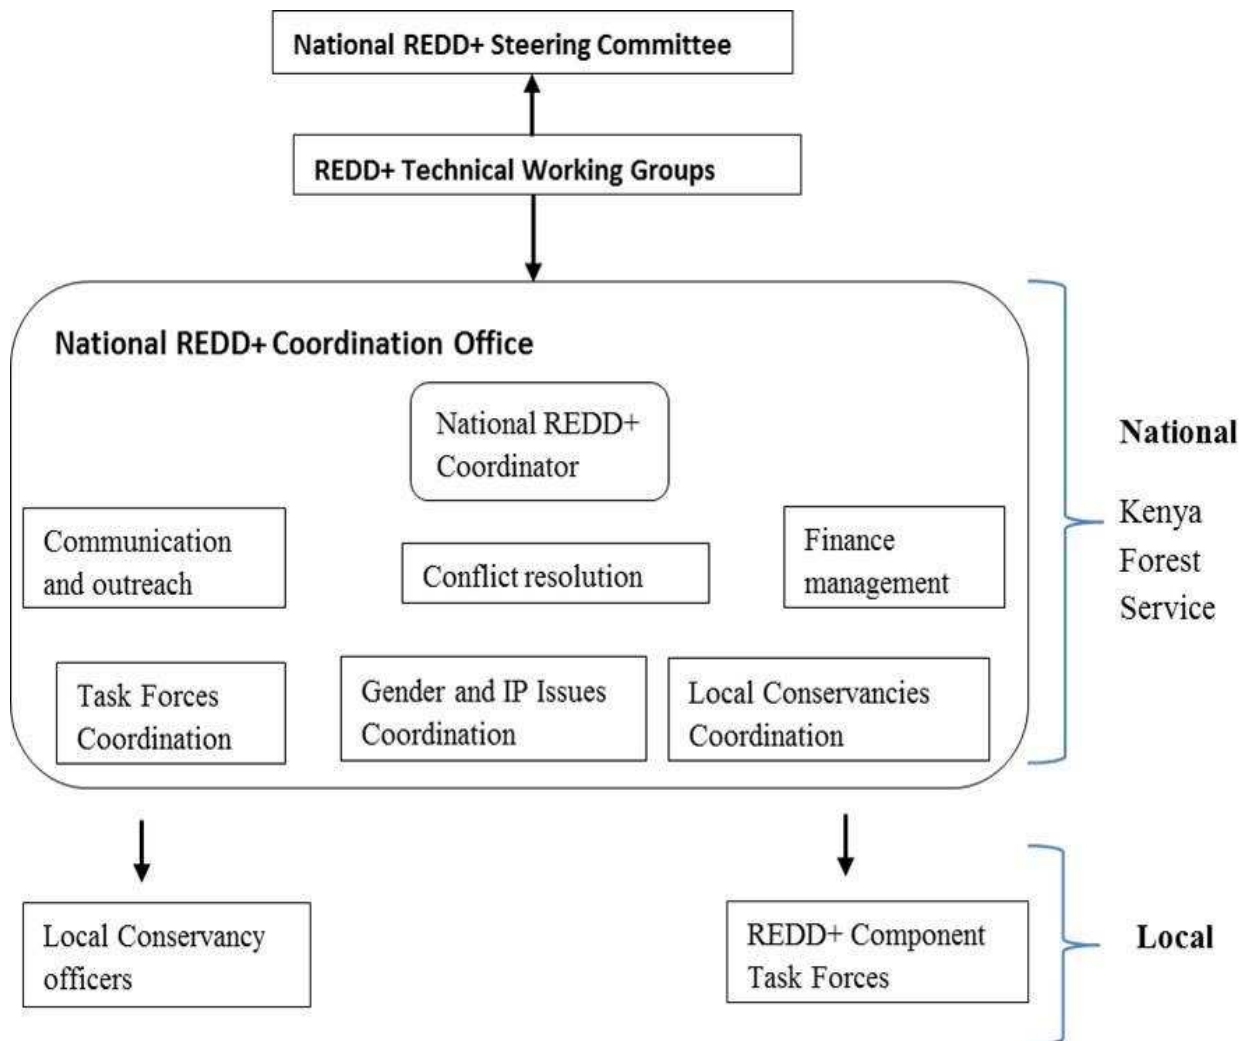 National REDD+ Steering Committee
REDD+ Technical Working Groups
National REDD+ Coordination Office
National REDD+
Coordinator
Communication
and outreach
Conflict resolution
Finance
management
Task Forces
Coordination
Gender and IP Issues
Coordination
Local Conservancies
Coordination
National
Kenya
Forest
Service
Local Conservancy
officers
REDD+ Component
Task Forces
Local